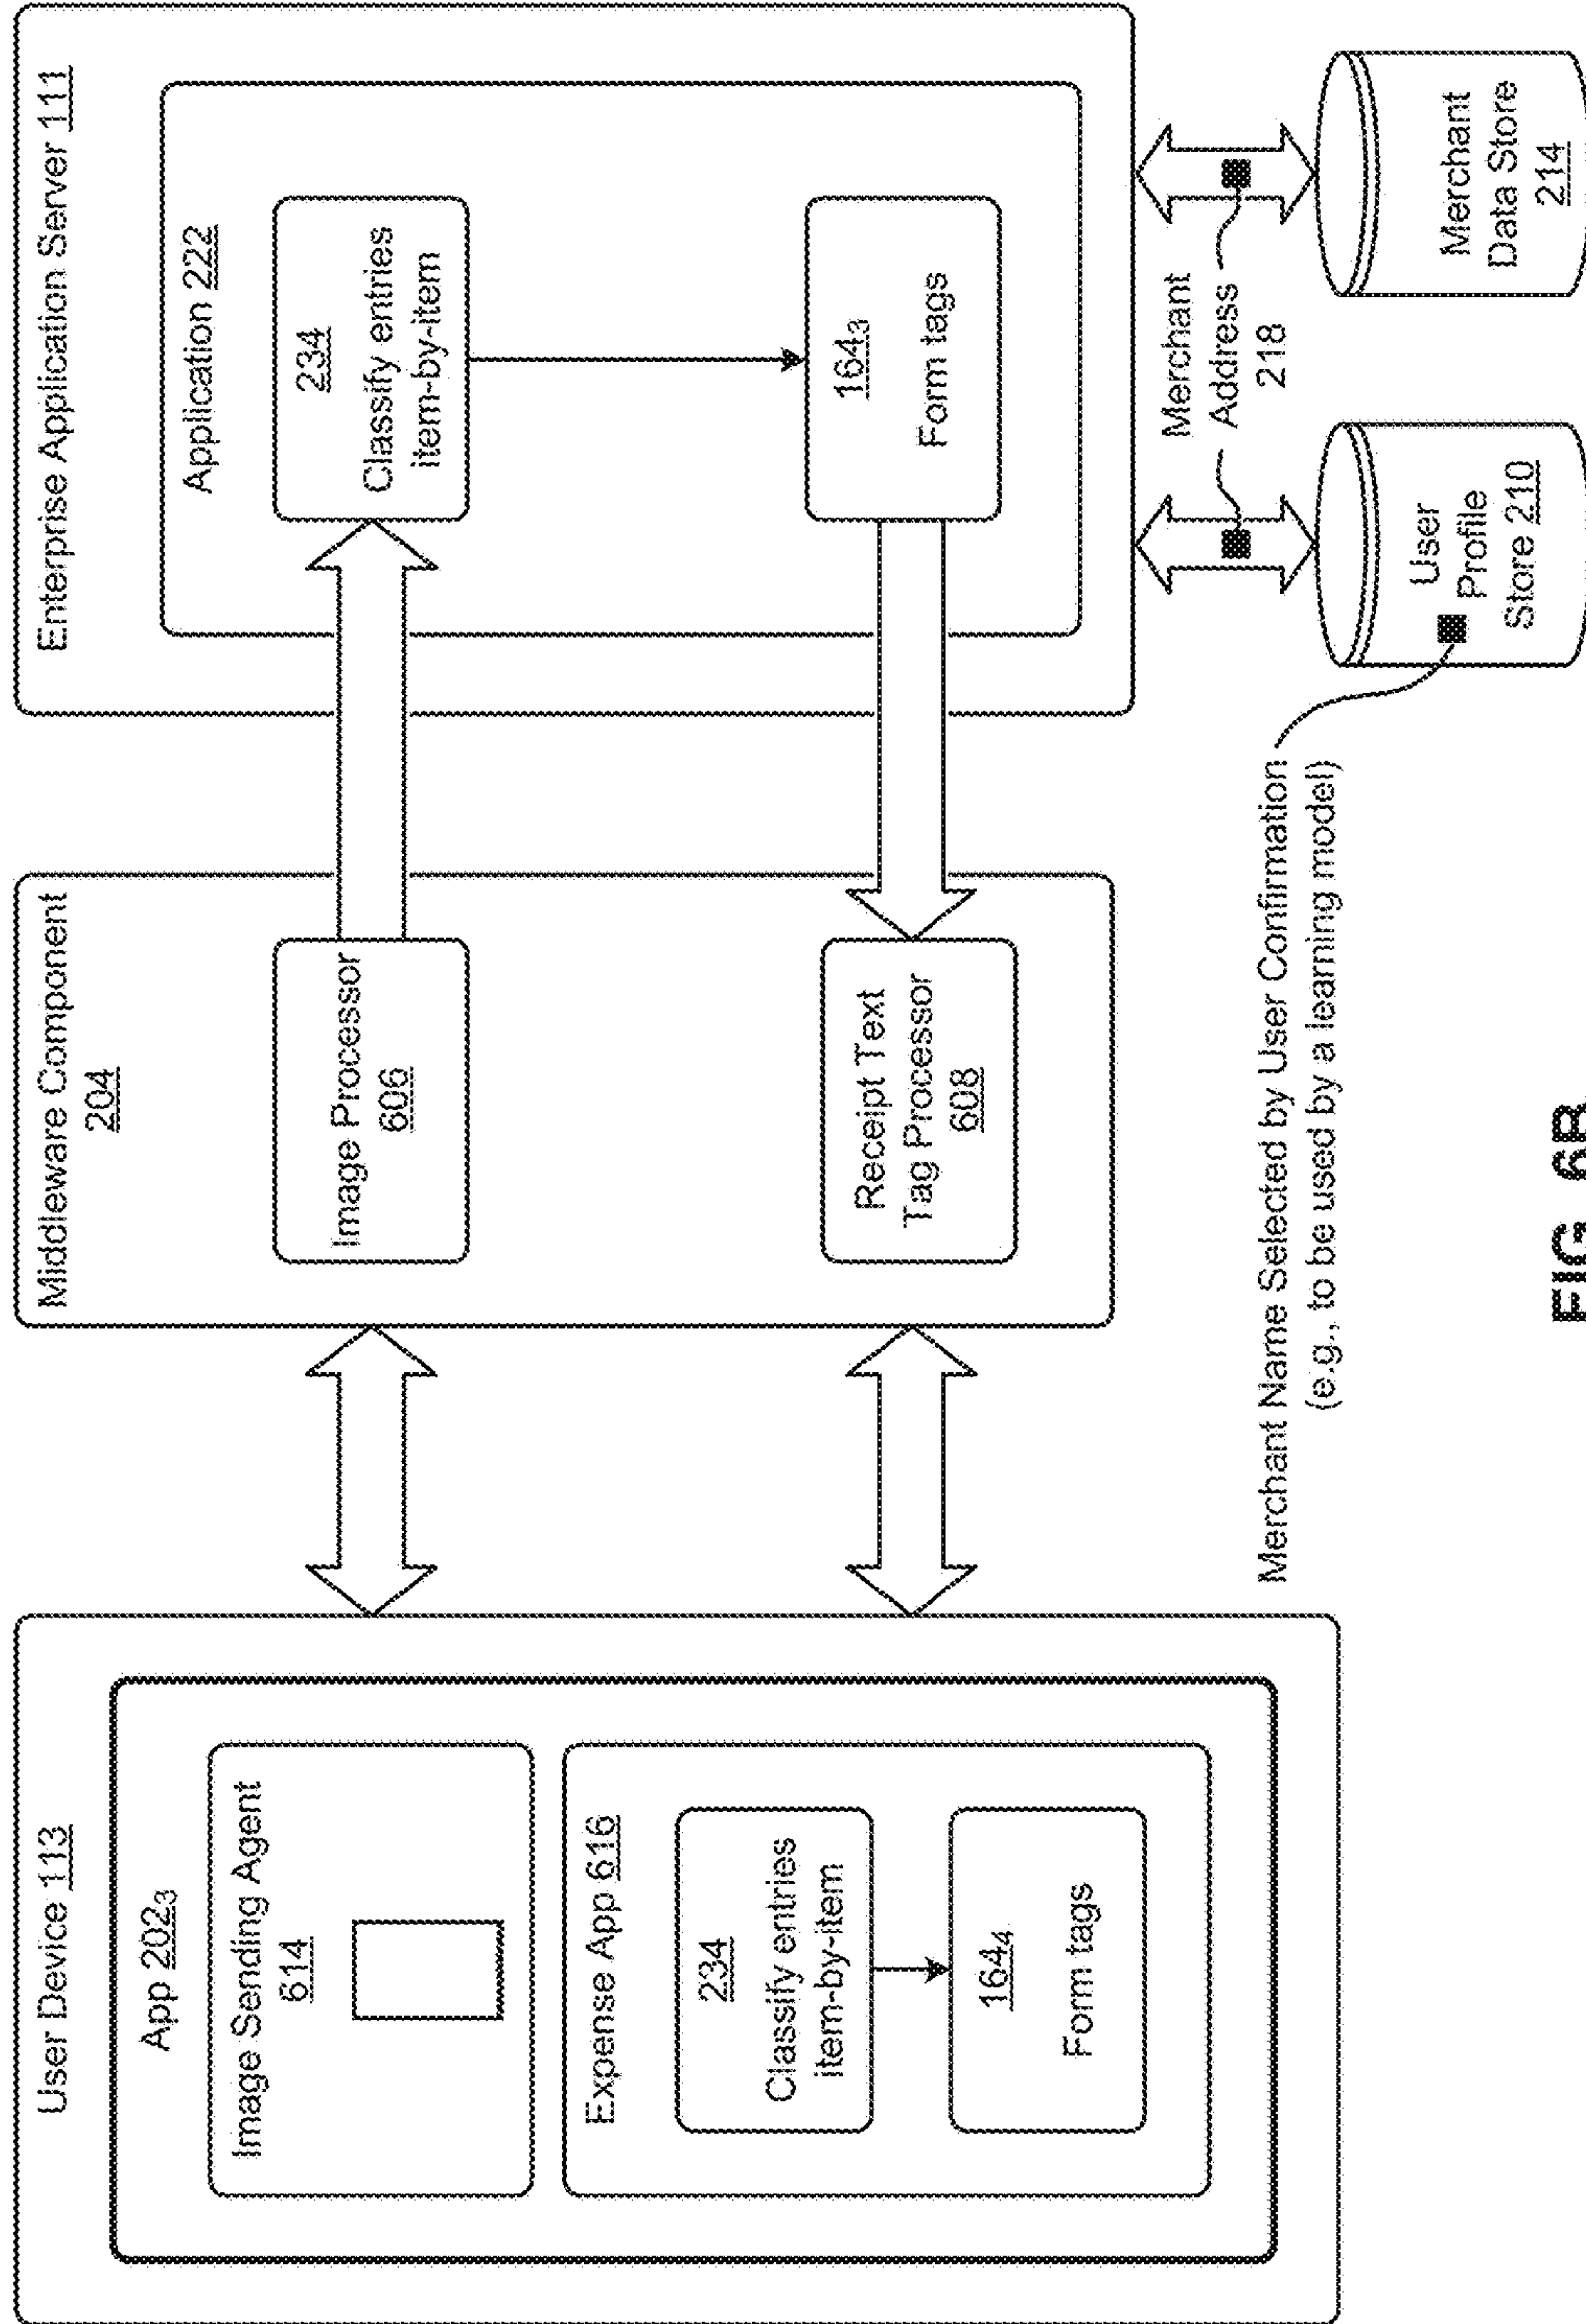 User Device 113
App 202₃
Image Sending Agent
614
Expense App 616
234
Classify entries
item-by-item
164₄
Form tags
Middleware Component
204
Image Processor
606
Receipt Text
Tag Processor
608
Enterprise Application Server 111
Application 222
234
Classify entries
item-by-item
164₃
Form tags
Merchant
Address
218
User
Profile
Store 210
Merchant
Data Store
214
Merchant Name Selected by User Confirmation
(e.g., to be used by a learning model)
FIG. 6B